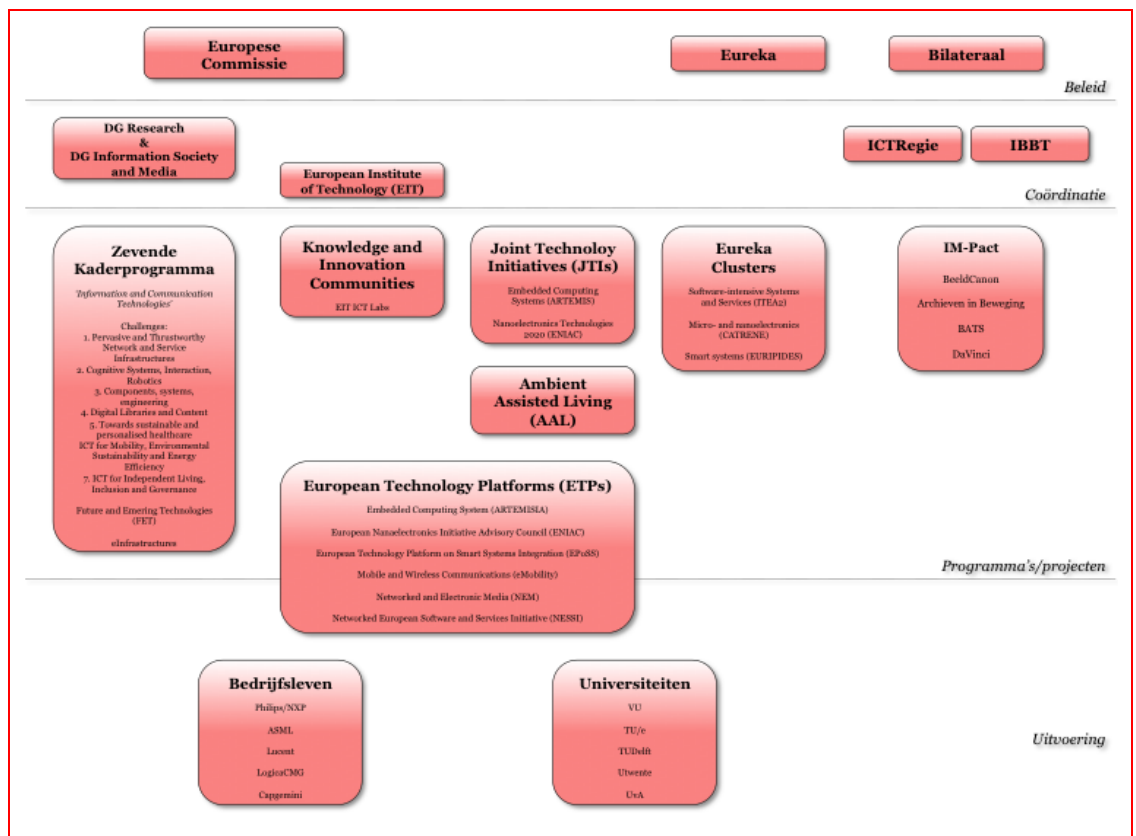 Europese
Commissie
Eureka
Bilateraal
Beleid
DG Research
&
DG Information Society
and Media
European Institute
of Technology (EIT)
ICTRegie
IBBT
Coördinatie
Zevende
Kaderprogramma
'Information and Communication
Technologies'
Challenges:
1. Pervasive and Thrustworthy
Network and Service
Infrastructures
2. Cognitive Systems, Interaction,
Robotics
3. Components, systems,
engineering
4. Digital Libraries and Content
5. Towards sustainable and
personalised healthcare
ICT for Mobility, Environmental
Sustainability and Energy
Efficiency
7. ICT for Independent Living,
Inclusion and Governance
Future and Emering Technologies
(FET)
eInfrastructures
Knowledge and
Innovation
Communities
EIT ICT Labs
Joint Technoloy
Initiatives (JTIs)
Embedded Computing
Systems (ARTEMIS)
Nanoelectronics Technologies
2020 (ENIAC)
Eureka
Clusters
Software-intensive Systems
and Services (ITEA2)
Micro- and nanoelectronics
(CATRENE)
Smart systems (EURIPIDES)
IM-Pact
BeeldCanon
Archieven in Beweging
BATS
DaVinci
Ambient
Assisted Living
(AAL)
European Technology Platforms (ETPs)
Embedded Computing System (ARTEMISIA)
European Nanaelectronics Initiative Advisory Council (ENIAC)
European Technology Platform on Smart Systems Integration (EPoSS)
Mobile and Wireless Communications (eMobility)
Networked and Electronic Media (NEM)
Networked European Software and Services Initiative (NESSI)
Programma's/projecten
Bedrijfsleven
Philips/NXP
ASML
Lucent
LogicaCMG
Capgemini
Universiteiten
VU
TU/e
TUDelft
Utwente
UvA
Uitvoering